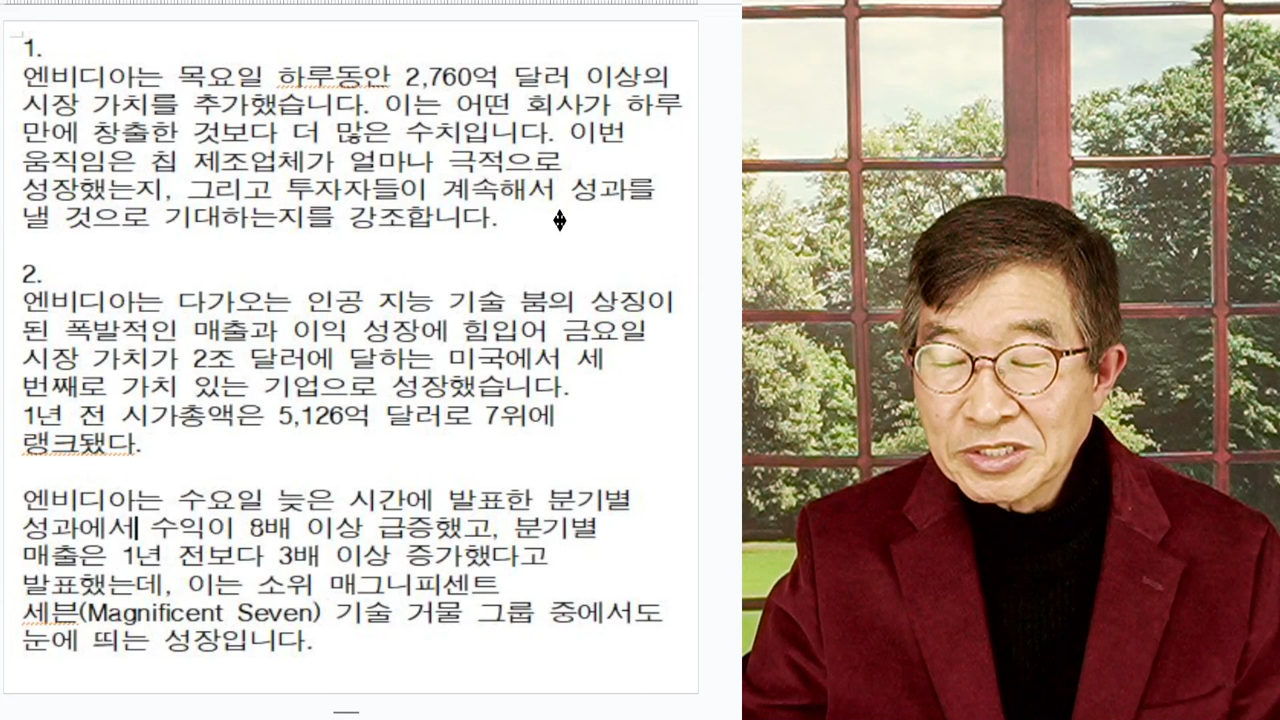 1.
엔비디아는 목요일 하루동안 2,760억 달러 이상의
시장 가치를 추가했습니다. 이는 어떤 회사가 하루
만에 창출한 것보다 더 많은 수치입니다. 이번
움직임은 칩 제조업체가 얼마나 극적으로
성장했는지, 그리고 투자자들이 계속해서 성과를
낼 것으로 기대하는지를 강조합니다.
2.
엔비디아는 다가오는 인공 지능 기술 붐의 상징이
된 폭발적인 매출과 이익 성장에 힘입어 금요일
시장 가치가 2조 달러에 달하는 미국에서 세
번째로 가치 있는 기업으로 성장했습니다.
1년 전 시가총액은 5,126억 달러로 7위에
랭크됐다.
엔비디아는 수요일 늦은 시간에 발표한 분기별
성과에서 수익이 8배 이상 급증했고, 분기별
매출은 1년 전보다 3배 이상 증가했다고
발표했는데, 이는 소위 매그니피센트
세븐(Magnificent Seven) 기술 거물 그룹 중에서도
눈에 띄는 성장입니다.